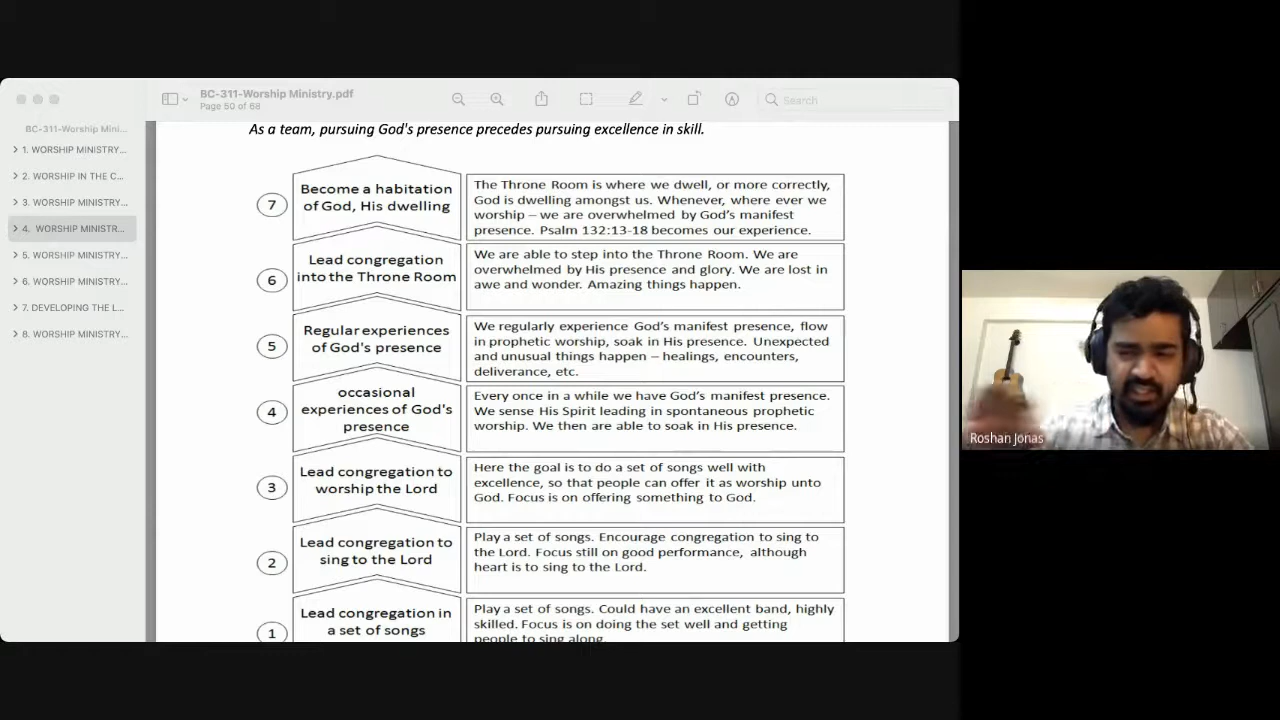 BC-311-Worship Ministry.pdf
Page 50 of 68
Search
BC-311-Worship Mini...
1. WORSHIP MINISTRY...
2. WORSHIP IN THE C...
3. WORSHIP MINISTRY...
4. WORSHIP MINISTR...
5. WORSHIP MINISTRY...
6. WORSHIP MINISTRY...
7. DEVELOPING THE L...
8. WORSHIP MINISTRY...
As a team, pursuing God's presence precedes pursuing excellence in skill.
7
Become a habitation
of God, His dwelling
The Throne Room is where we dwell, or more correctly,
God is dwelling amongst us. Whenever, where ever we
worship – we are overwhelmed by God's manifest
presence. Psalm 132:13-18 becomes our experience.
6
Lead congregation
into the Throne Room
We are able to step into the Throne Room. We are
overwhelmed by His presence and glory. We are lost in
awe and wonder. Amazing things happen.
5
Regular experiences
of God's presence
We regularly experience God's manifest presence, flow
in prophetic worship, soak in His presence. Unexpected
and unusual things happen – healings, encounters,
deliverance, etc.
4
occasional
experiences of God's
presence
Every once in a while we have God's manifest presence.
We sense His Spirit leading in spontaneous prophetic
worship. We then are able to soak in His presence.
3
Lead congregation to
worship the Lord
Here the goal is to do a set of songs well with
excellence, so that people can offer it as worship unto
God. Focus is on offering something to God.
2
Lead congregation to
sing to the Lord
Play a set of songs. Encourage congregation to sing to
the Lord. Focus still on good performance, although
heart is to sing to the Lord.
1
Lead congregation in
a set of songs
Play a set of songs. Could have an excellent band, highly
skilled. Focus is on doing the set well and getting
people to sing along.
Roshan Jonas